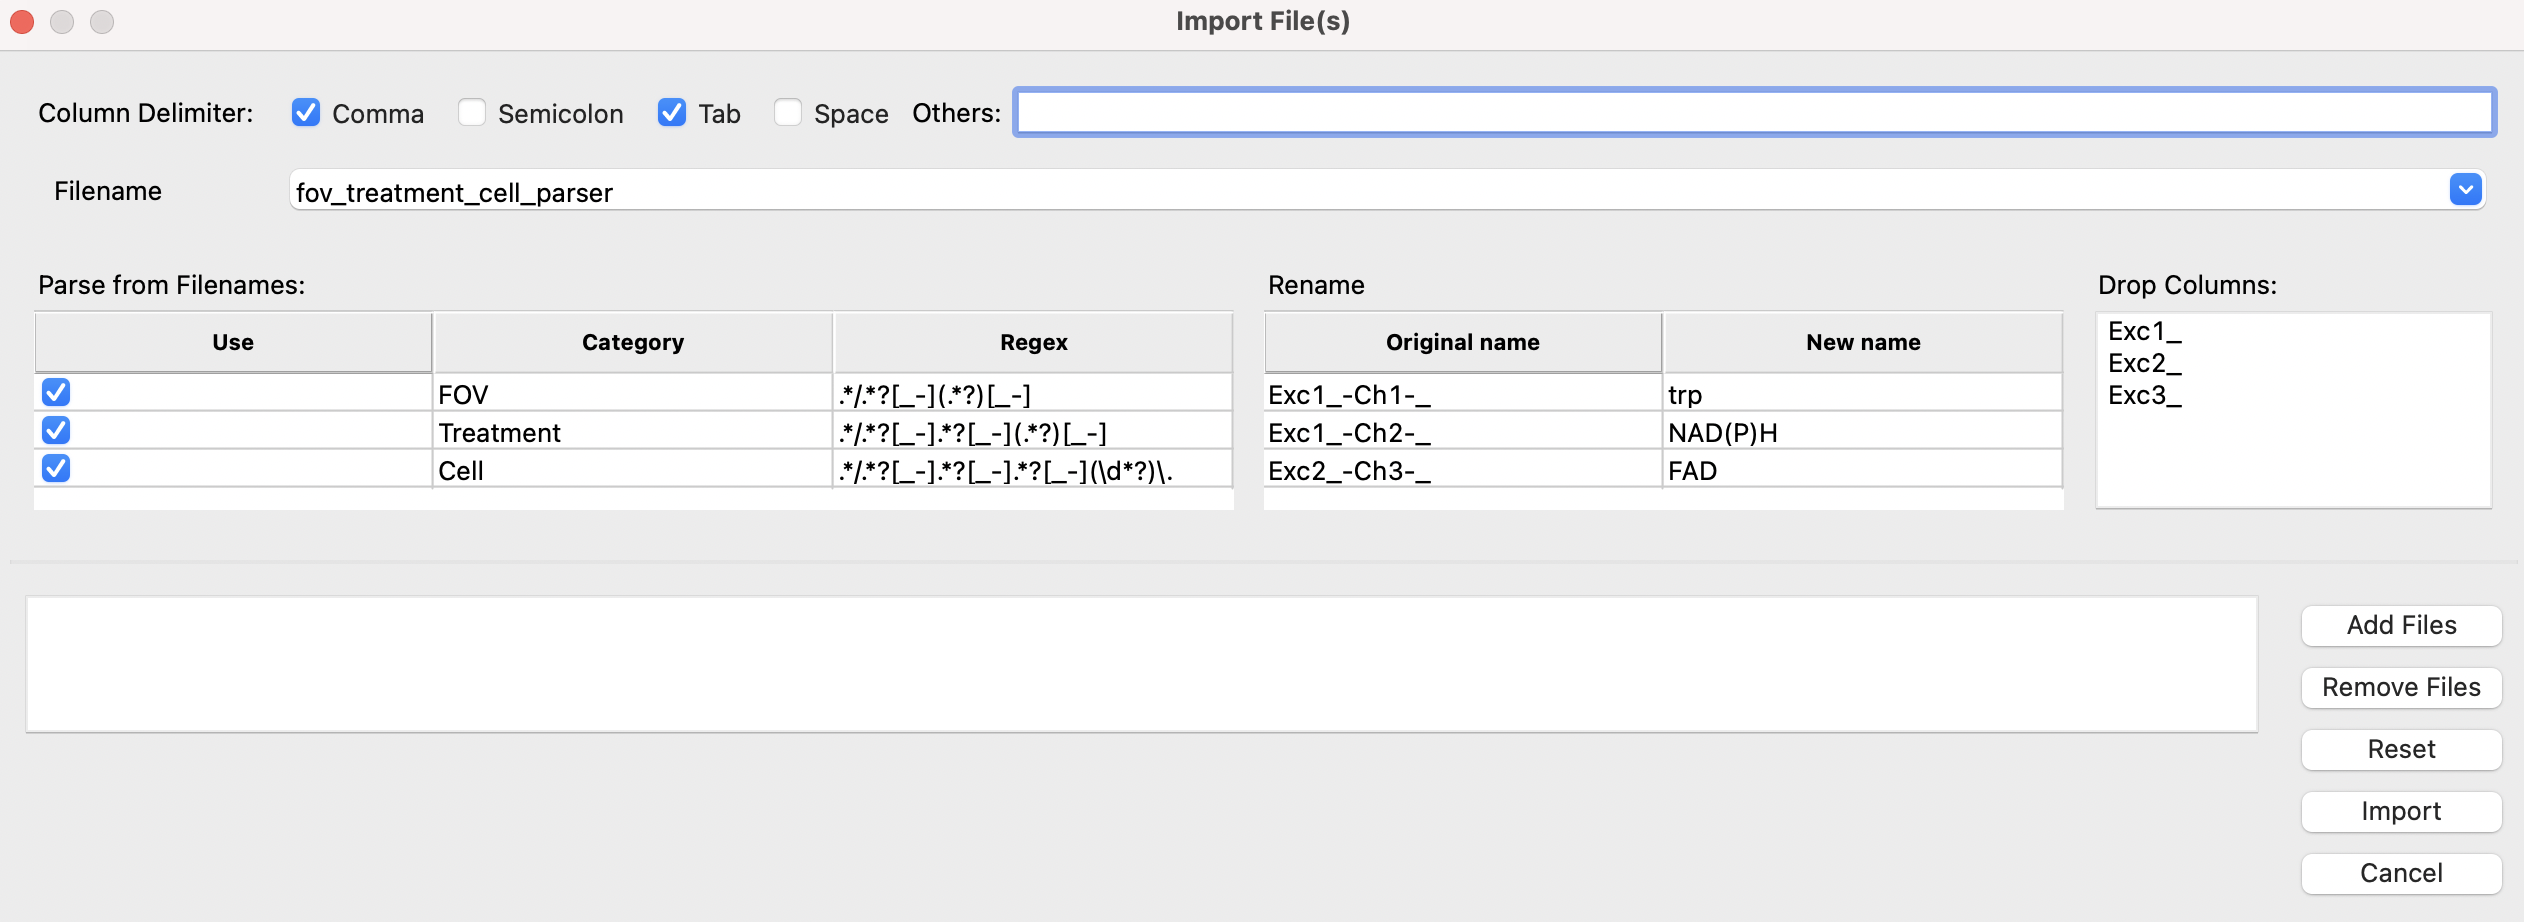 Import File(s)
Column Delimiter: Comma Semicolon Tab Space Others:
Filename fov_treatment_cell_parser
Parse from Filenames:
Use Category Regex
FOV .*/.*?[_-](.*?)[_-]
Treatment .*/.*?[_-].*?[_-](.*?)[_-]
Cell .*/.*?[_-].*?[_-].*?[_-](\d*?)\.
Rename
Original name New name
Exc1_-Ch1-_ trp
Exc1_-Ch2-_ NAD(P)H
Exc2_-Ch3-_ FAD
Drop Columns:
Exc1_
Exc2_
Exc3_
Add Files
Remove Files
Reset
Import
Cancel